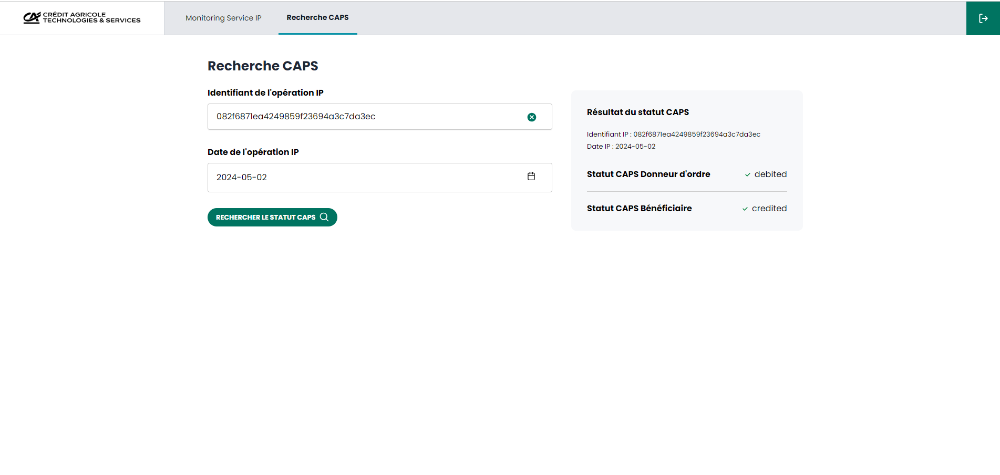 CRÉDIT AGRICOLE
TECHNOLOGIES & SERVICES
Monitoring Service IP
Recherche CAPS
Recherche CAPS
Identifiant de l'opération IP
082f6871ea4249859f23694a3c7da3ec
Date de l'opération IP
2024-05-02
RECHERCHER LE STATUT CAPS
Résultat du statut CAPS
Identifiant IP : 082f6871ea4249859f23694a3c7da3ec
Date IP : 2024-05-02
Statut CAPS Donneur d'ordre debited
Statut CAPS Bénéficiaire credited